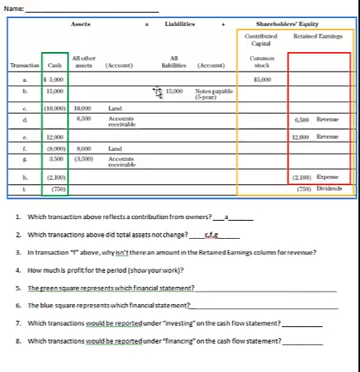 Name:
Assets = Liabilities + Shareholders' Equity
Contributed Capital Retained Earnings
Transaction Cash All other assets (Account) All liabilities (Account) Common stock
a. $ 5,000 $5,000
b. 15,000 15,000 Notes payable (5-year)
c. (10,000) 10,000 Land
d. 6,500 Accounts receivable 6,500 Revenue
e. 12,000 12,000 Revenue
f. (8,000) 8,000 Land
g. 3,500 (3,500) Accounts receivable
h. (2,100) (2,100) Expense
i. (750) (750) Dividends
1. Which transaction above reflects a contribution from owners? a
2. Which transactions above did total assets not change? c,f,g
3. In transaction "f" above, why isn't there an amount in the Retained Earnings column for revenue?
4. How much is profit for the period (show your work)?
5. The green square represents which financial statement?
6. The blue square represents which financial statement?
7. Which transactions would be reported under "investing" on the cash flow statement?
8. Which transactions would be reported under "financing" on the cash flow statement?